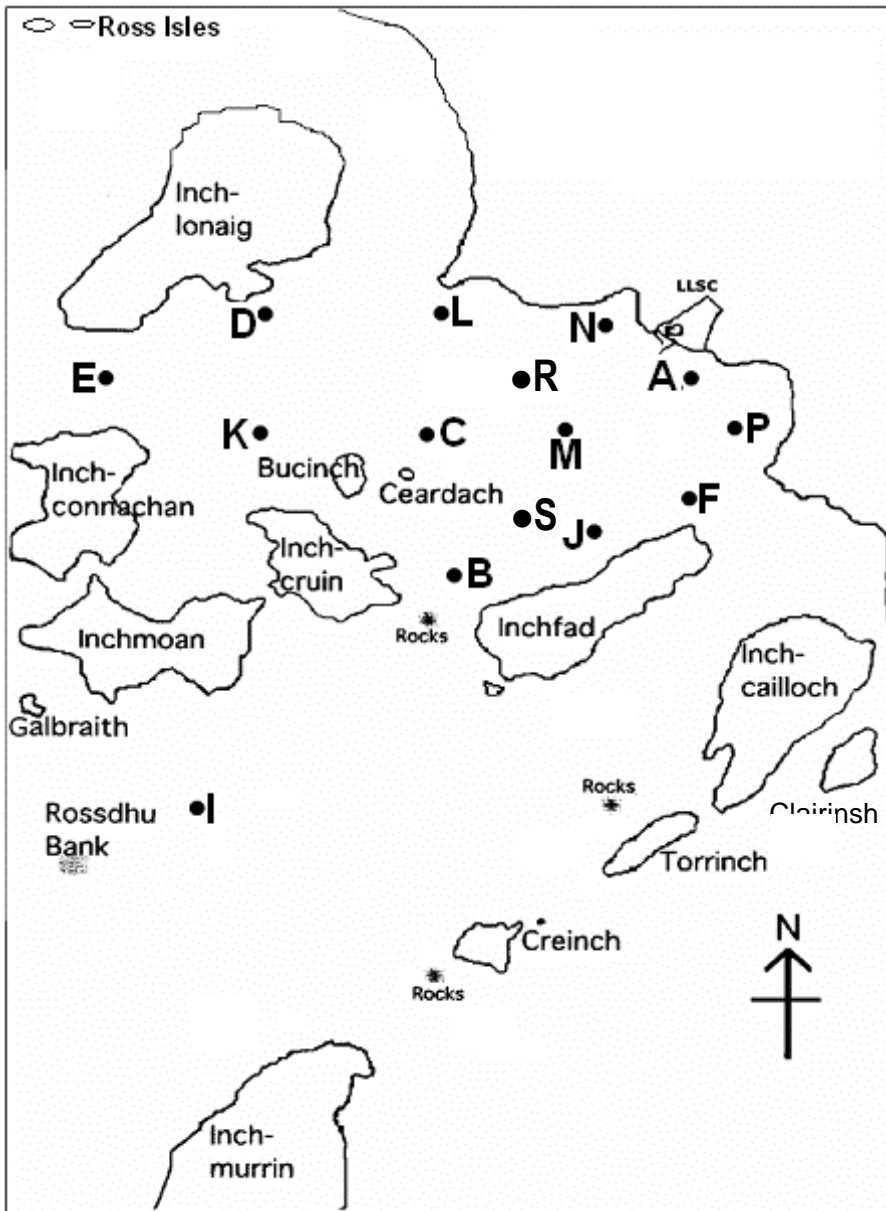 Ross Isles
Inch-
lonaig
LLSC
D
L
N
E
R
A
K
C
M
P
Bucinch
Ceardach
Inch-
connachan
F
S
J
Inch-
cruin
B
Rocks
Inchfad
Inchmoan
Inch-
cailloch
Galbraith
Rocks
Rossdhu
Bank
I
Clairinsh
Torrinch
Creinch
N
Rocks
Inch-
murrin